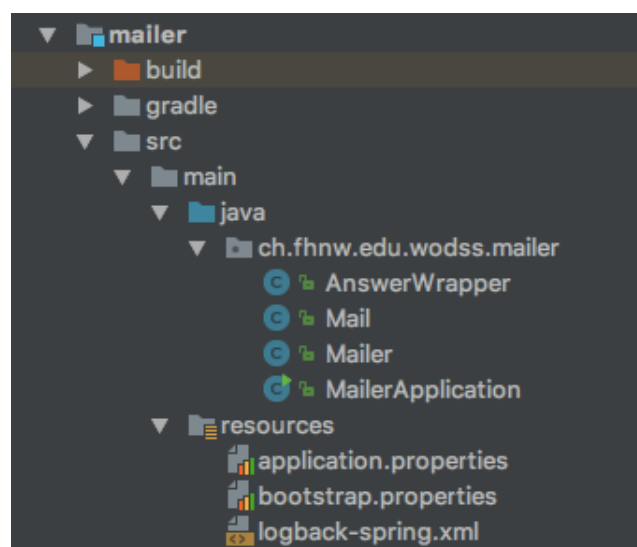 mailer
build
gradle
src
main
java
ch.fhnw.edu.wodss.mailer
AnswerWrapper
Mail
Mailer
MailerApplication
resources
application.properties
bootstrap.properties
logback-spring.xml